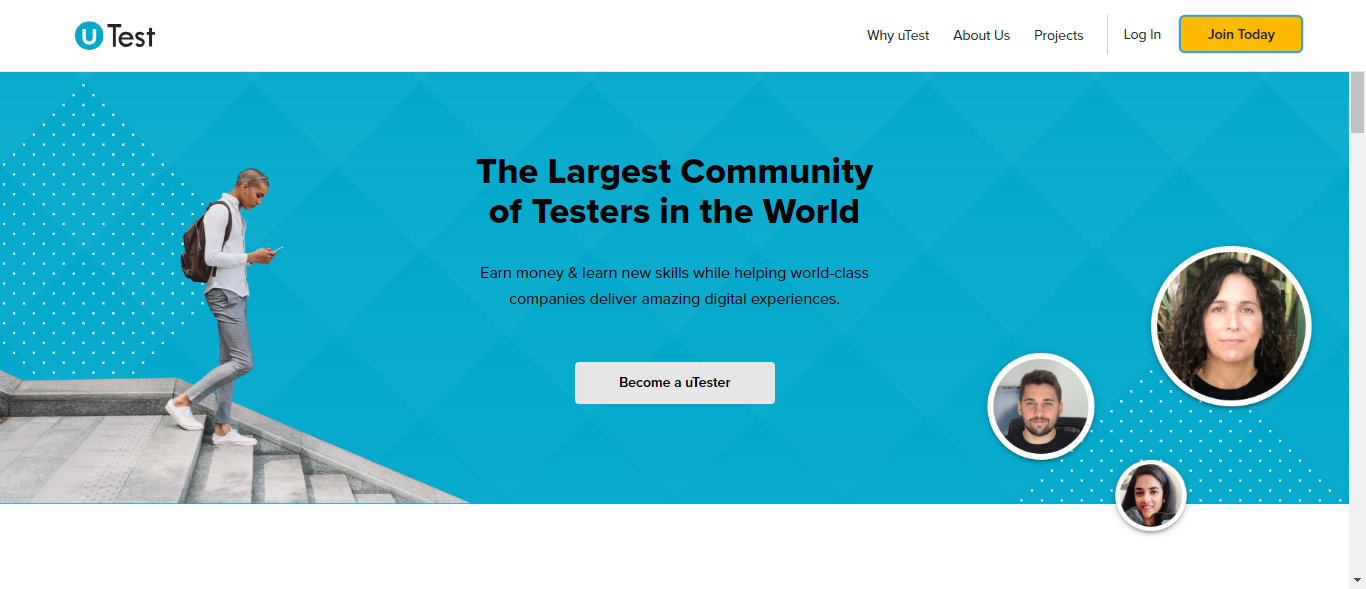 uTest
Why uTest
About Us
Projects
Log In
Join Today
The Largest Community
of Testers in the World
Earn money & learn new skills while helping world-class
companies deliver amazing digital experiences.
Become a uTester